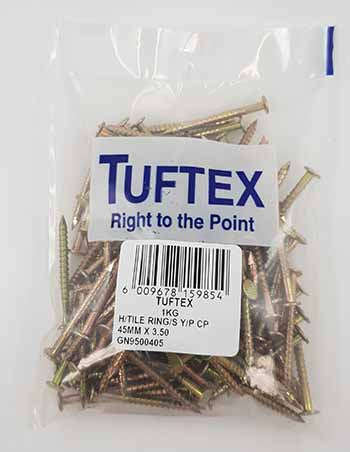 TUFTEX
Right to the Point
6 009678 159854
TUFTEX
1KG
H/TILE RING/S Y/P CP
45MM X 3.50
GN9500405